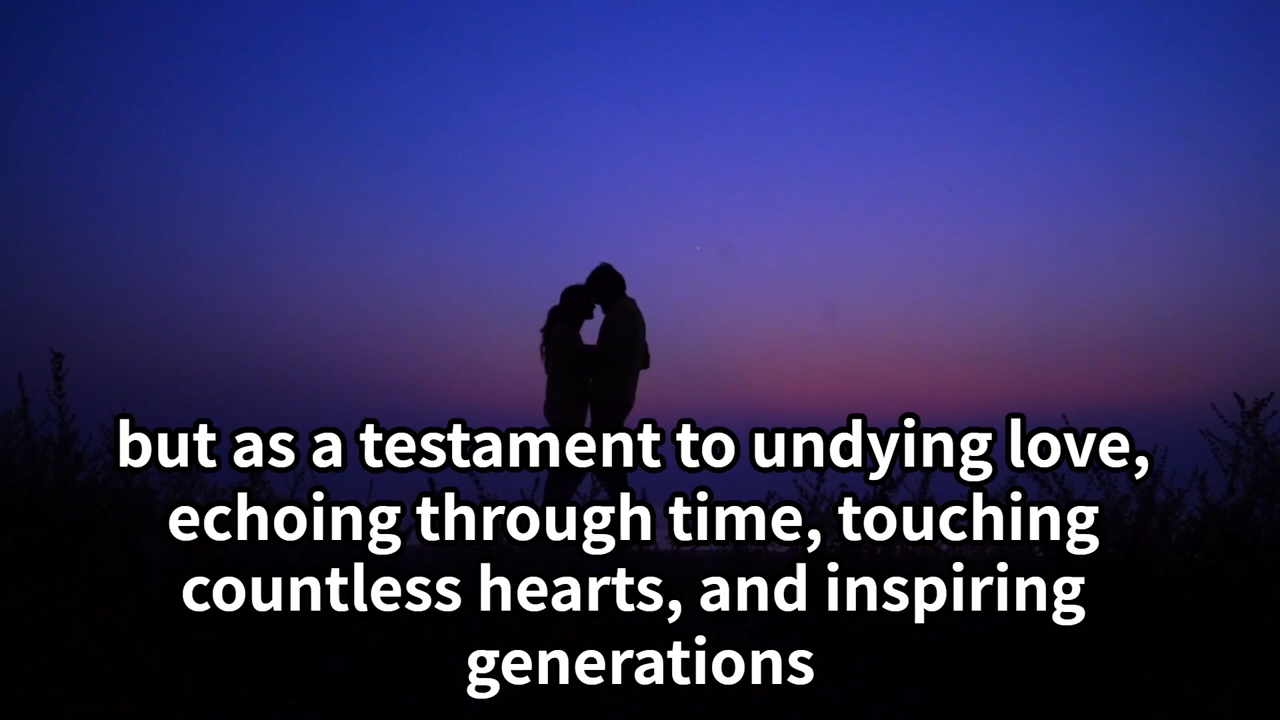 but as a testament to undying love,
echoing through time, touching
countless hearts, and inspiring
generations